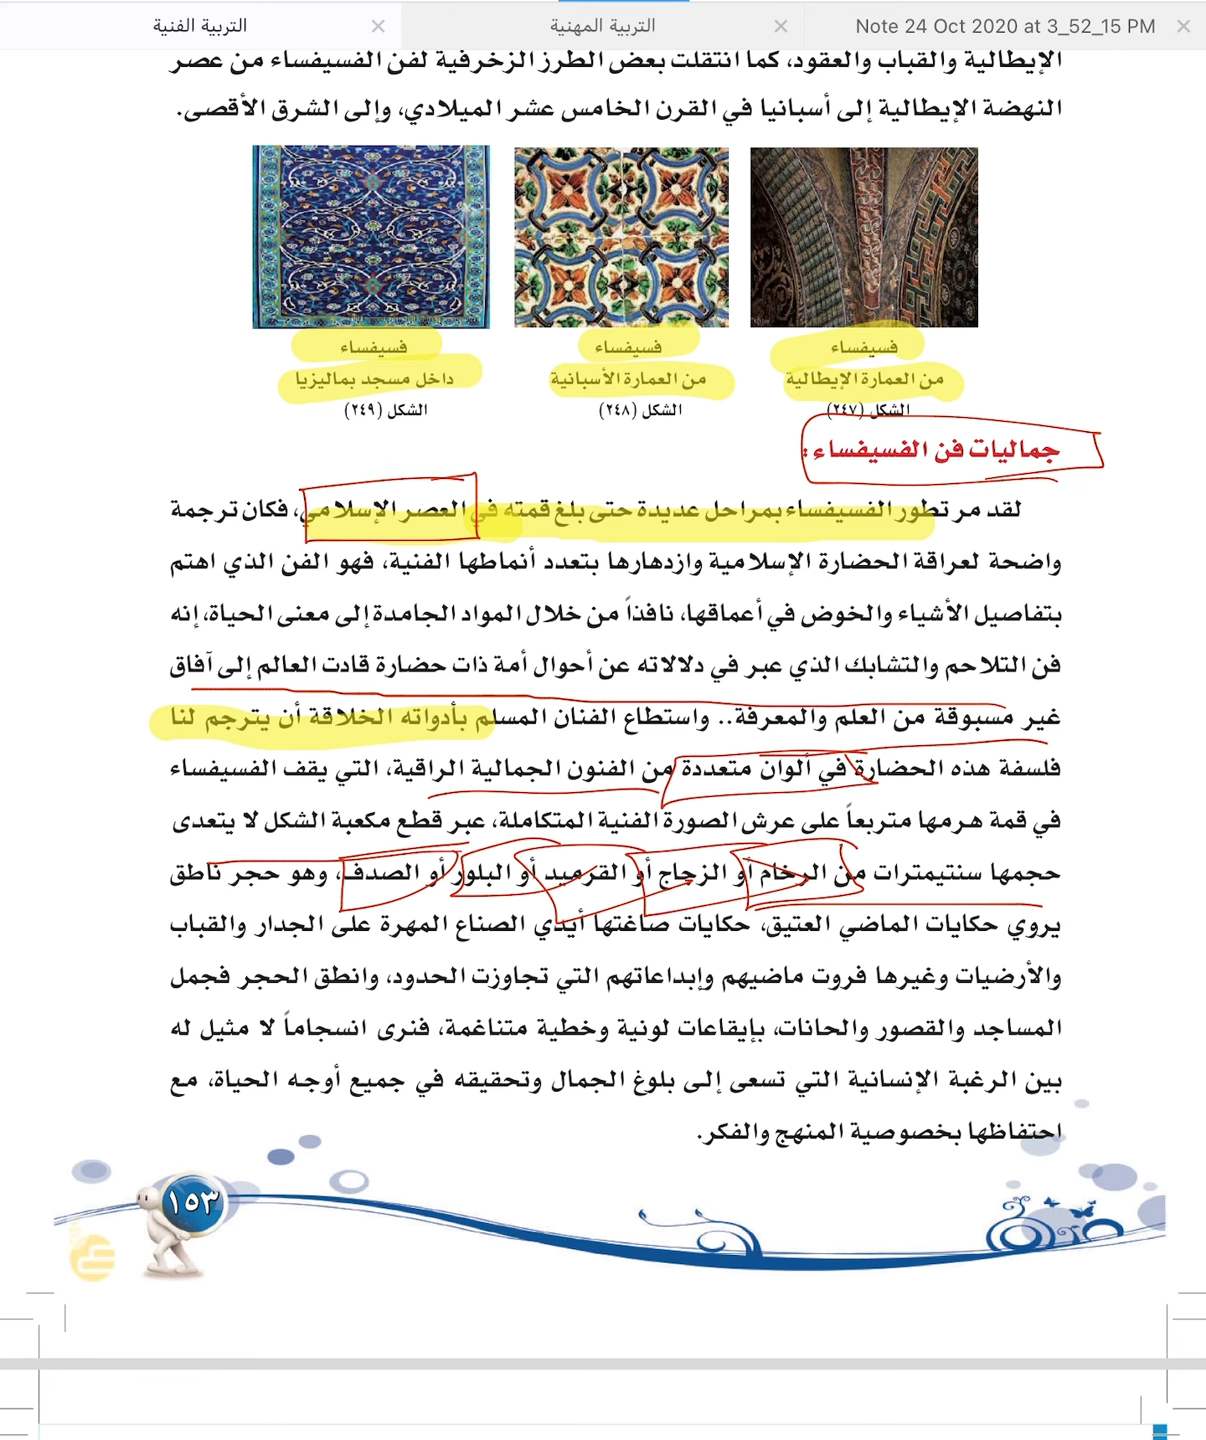 التربية الفنية
التربية المهنية
Note 24 Oct 2020 at 3_52_15 PM
الإيطالية والقباب والعقود، كما انتقلت بعض الطرز الزخرفية لفن الفسيفساء من عصر
النهضة الإيطالية إلى أسبانيا في القرن الخامس عشر الميلادي، وإلى الشرق الأقصى.
فسيفساء
من العمارة الإيطالية
الشكل (٢٤٧)
فسيفساء
من العمارة الأسبانية
الشكل (٢٤٨)
فسيفساء
داخل مسجد بماليزيا
الشكل (٢٤٩)
جماليات فن الفسيفساء:
لقد مر تطور الفسيفساء بمراحل عديدة حتى بلغ قمته في العصر الإسلامي، فكان ترجمة
واضحة لعراقة الحضارة الإسلامية وازدهارها بتعدد أنماطها الفنية، فهو الفن الذي اهتم
بتفاصيل الأشياء والخوض في أعماقها، نافذاً من خلال المواد الجامدة إلى معنى الحياة، إنه
فن التلاحم والتشابك الذي عبر في دلالاته عن أحوال أمة ذات حضارة قادت العالم إلى آفاق
غير مسبوقة من العلم والمعرفة.. واستطاع الفنان المسلم بأدواته الخلاقة أن يترجم لنا
فلسفة هذه الحضارة في ألوان متعددة من الفنون الجمالية الراقية، التي يقف الفسيفساء
في قمة هرمها متربعاً على عرش الصورة الفنية المتكاملة، عبر قطع مكعبة الشكل لا يتعدى
حجمها سنتيمترات من الرخام أو الزجاج أو القرميد أو البلور أو الصدف، وهو حجر ناطق
يروي حكايات الماضي العتيق، حكايات صاغتها أيدي الصناع المهرة على الجدار والقباب
والأرضيات وغيرها فروت ماضيهم وإبداعاتهم التي تجاوزت الحدود، وانطق الحجر فجمل
المساجد والقصور والحانات، بإيقاعات لونية وخطية متناغمة، فنرى انسجاماً لا مثيل له
بين الرغبة الإنسانية التي تسعى إلى بلوغ الجمال وتحقيقه في جميع أوجه الحياة، مع
احتفاظها بخصوصية المنهج والفكر.
١٥٣